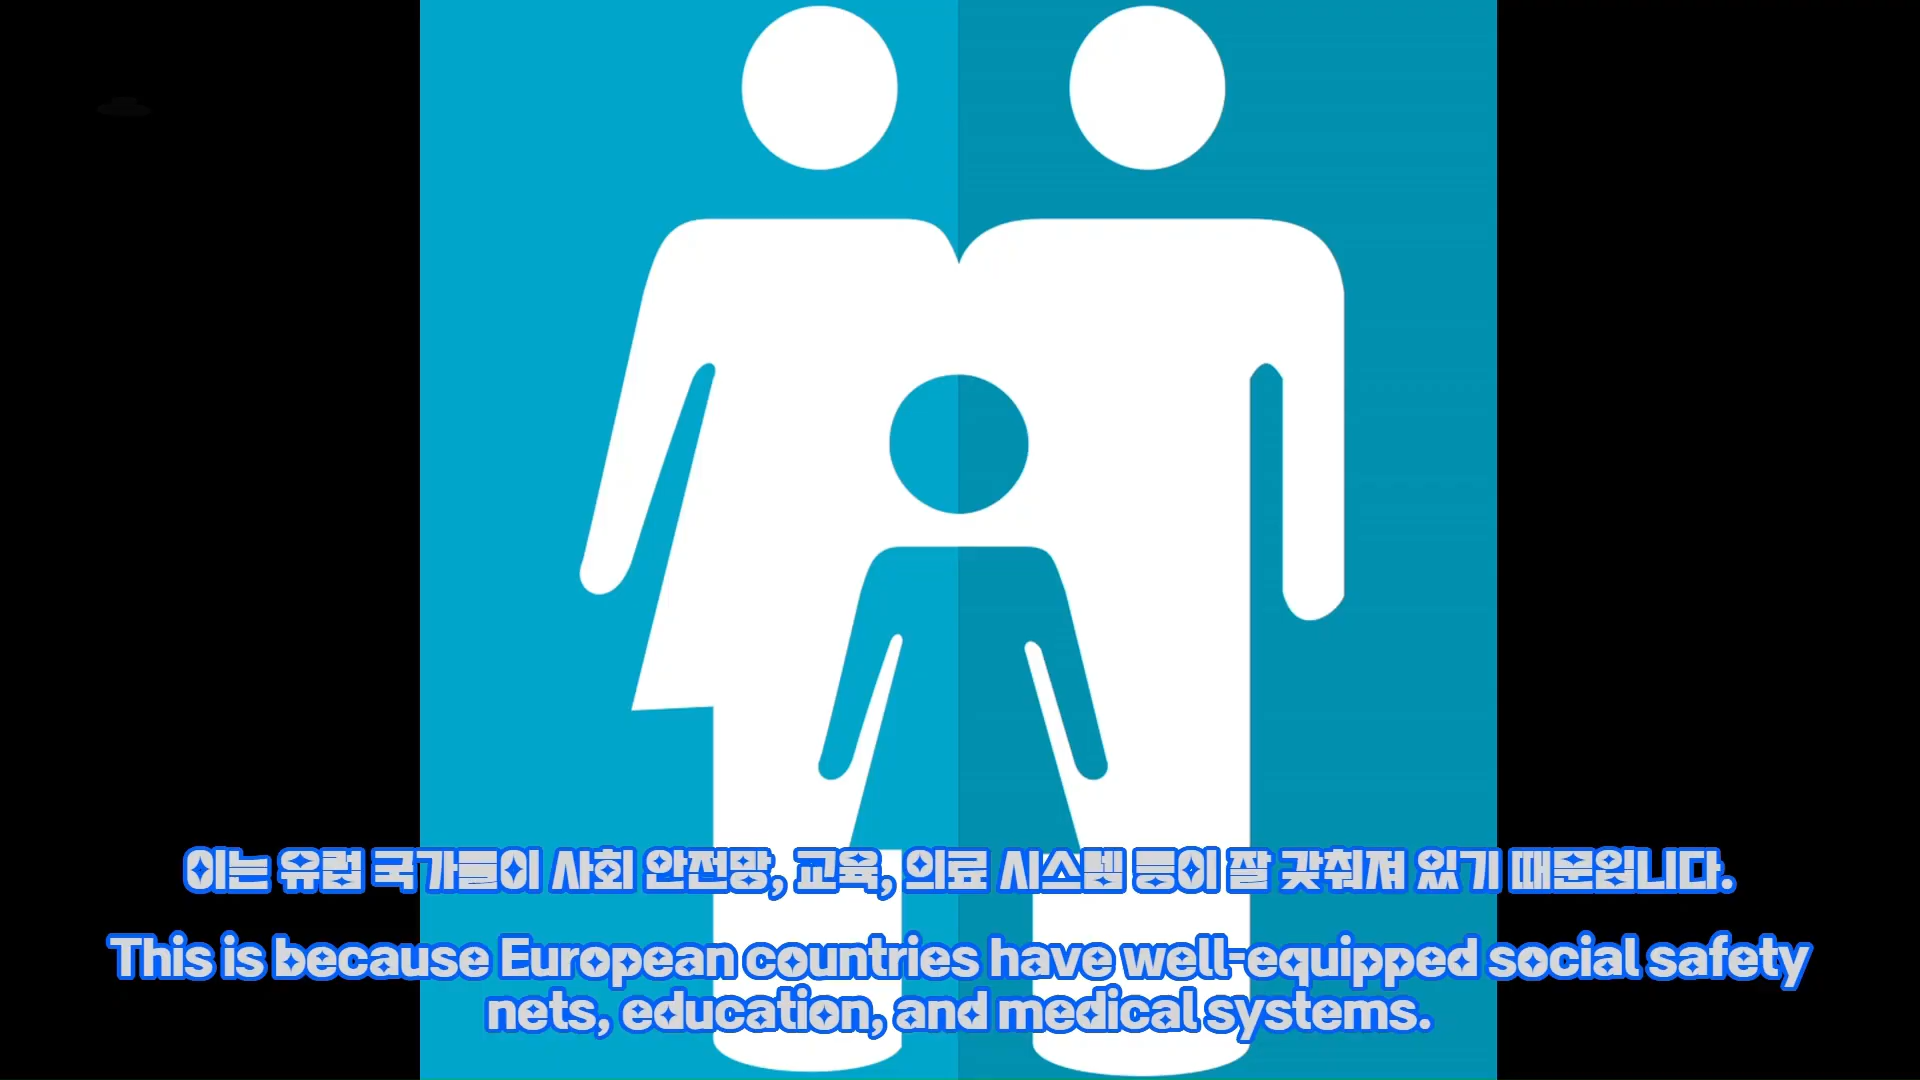 이는 유럽 국가들이 사회 안전망, 교육, 의료 시스템 등이 잘 갖춰져 있기 때문입니다.
This is because European countries have well-equipped social safety
nets, education, and medical systems.